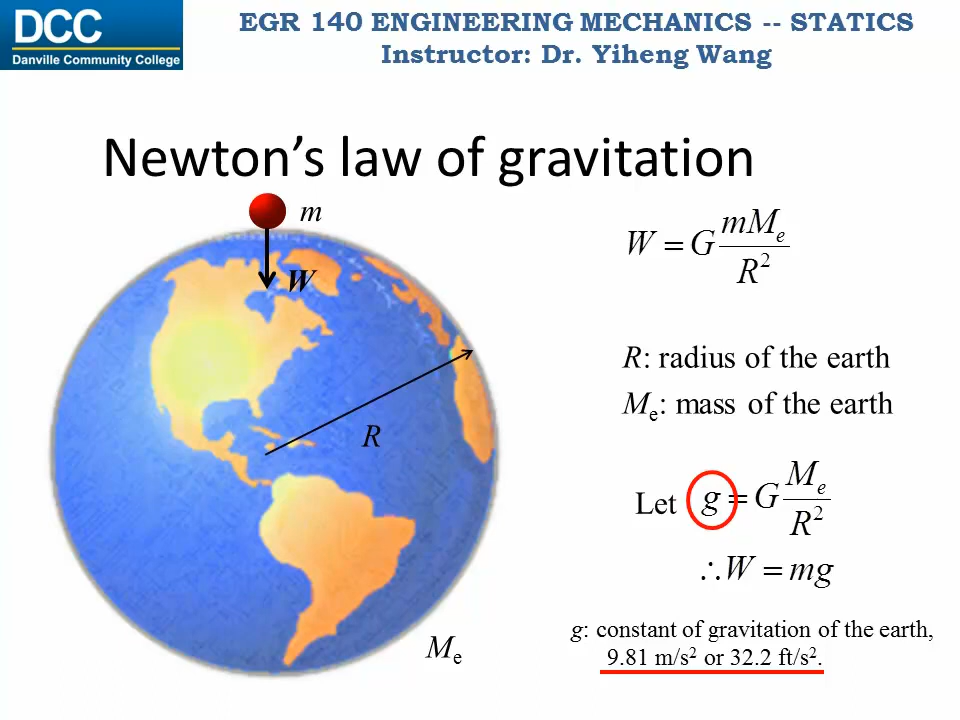 DCC
Danville Community College
EGR 140 ENGINEERING MECHANICS -- STATICS
Instructor: Dr. Yiheng Wang
Newton's law of gravitation
m
W
R
Mₑ
W = G mMₑ / R²
R: radius of the earth
Mₑ: mass of the earth
Let g = G Mₑ / R²
∴W = mg
g: constant of gravitation of the earth,
9.81 m/s² or 32.2 ft/s².